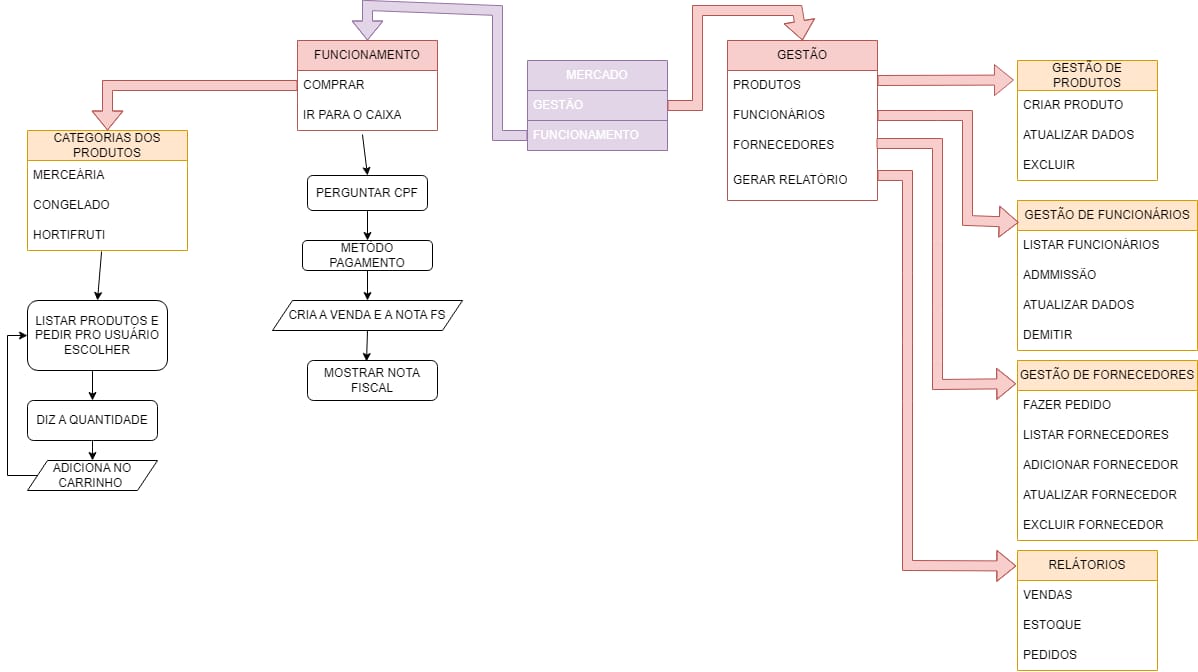 MERCADO
GESTÃO
FUNCIONAMENTO
FUNCIONAMENTO
COMPRAR
IR PARA O CAIXA
CATEGORIAS DOS
PRODUTOS
MERCEÁRIA
CONGELADO
HORTIFRUTI
LISTAR PRODUTOS E
PEDIR PRO USUÁRIO
ESCOLHER
DIZ A QUANTIDADE
ADICIONA NO
CARRINHO
PERGUNTAR CPF
METODO
PAGAMENTO
CRIA A VENDA E A NOTA FS
MOSTRAR NOTA
FISCAL
GESTÃO
PRODUTOS
FUNCIONÁRIOS
FORNECEDORES
GERAR RELATÓRIO
GESTÃO DE
PRODUTOS
CRIAR PRODUTO
ATUALIZAR DADOS
EXCLUIR
GESTÃO DE FUNCIONÁRIOS
LISTAR FUNCIONÁRIOS
ADMMISSÃO
ATUALIZAR DADOS
DEMITIR
GESTÃO DE FORNECEDORES
FAZER PEDIDO
LISTAR FORNECEDORES
ADICIONAR FORNECEDOR
ATUALIZAR FORNECEDOR
EXCLUIR FORNECEDOR
RELÁTORIOS
VENDAS
ESTOQUE
PEDIDOS